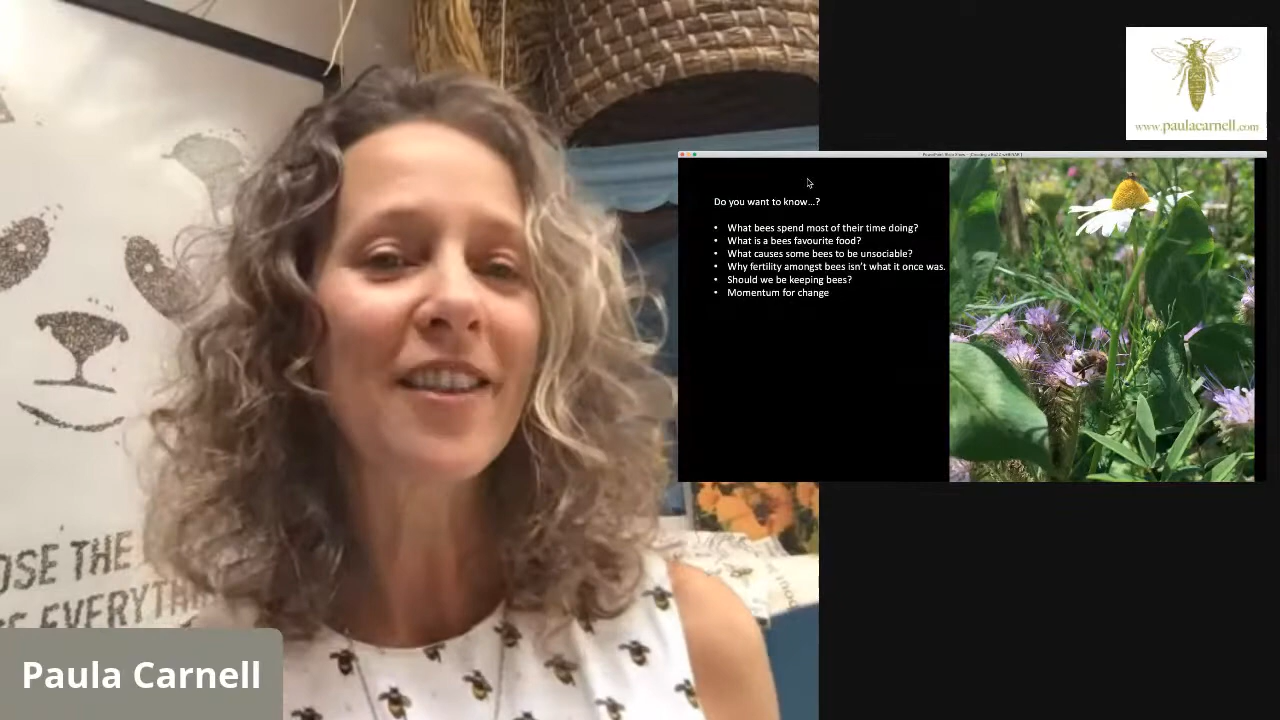 OSE THE
EVERYTHI
Paula Carnell
www.paulacarnell.com
Do you want to know...?
• What bees spend most of their time doing?
• What is a bees favourite food?
• What causes some bees to be unsociable?
• Why fertility amongst bees isn't what it once was.
• Should we be keeping bees?
• Momentum for change